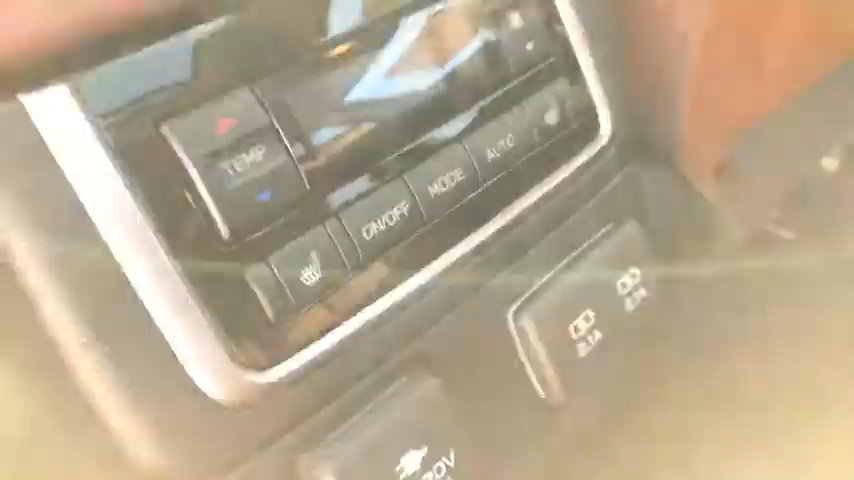 TEMP
ON/OFF
MODE
AUTO
2.1A
2.1A